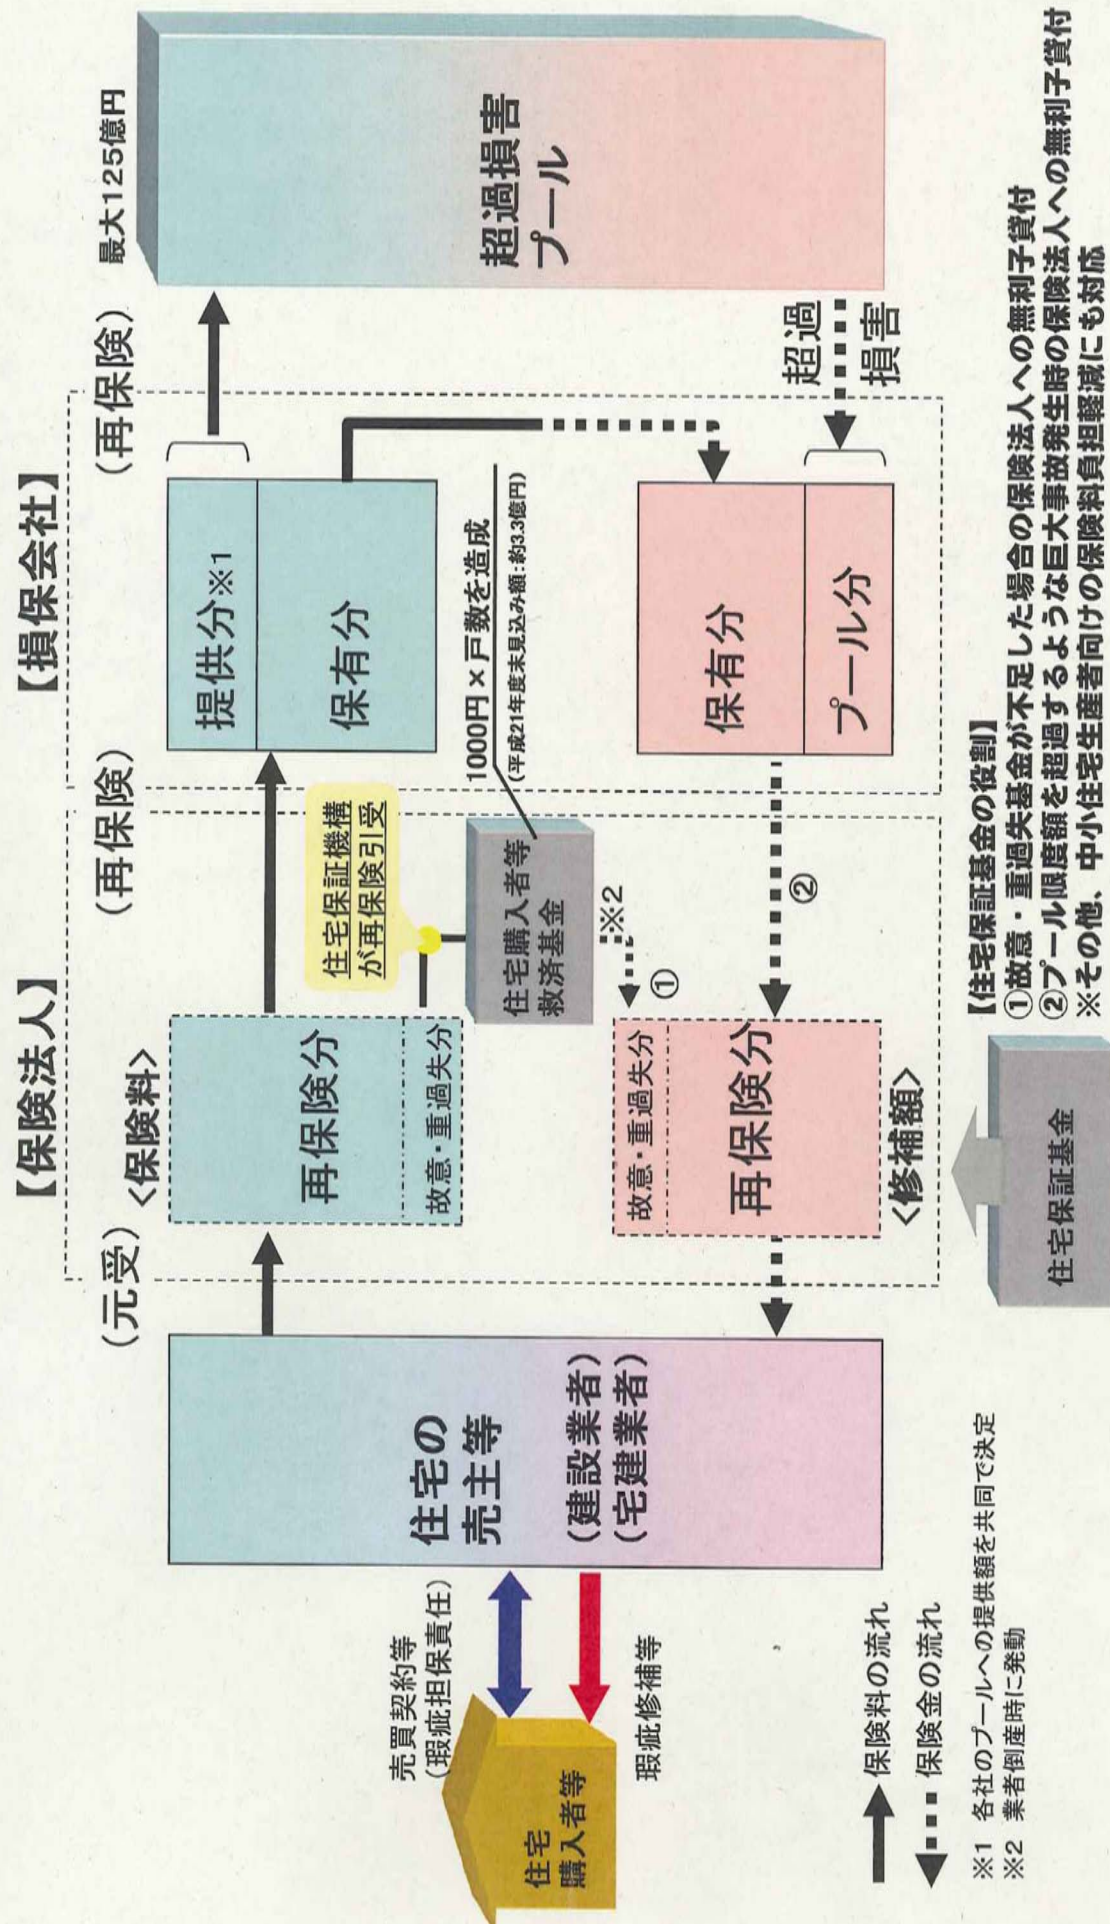 【保険法人】
【損保会社】
(元受)
(再保険)
(再保険)
最大125億円
売買契約等
(瑕疵担保責任)
住宅
購入者等
瑕疵修補等
住宅の
売主等
(建設業者)
(宅建業者)
<保険料>
再保険分
故意・重過失分
住宅保証機構
が再保険引受
住宅購入者等
救済基金
1000円×戸数を造成
(平成21年度末見込み額:約3.3億円)
※2
①
故意・重過失分
再保険分
<修補額>
②
提供分※1
保有分
保有分
プール分
超過損害
プール
超過
損害
保険料の流れ
保険金の流れ
※1 各社のプールへの提供額を共同で決定
※2 業者倒産時に発動
住宅保証基金
【住宅保証基金の役割】
①故意・重過失基金が不足した場合の保険法人への無利子貸付
②プール限度額を超過するような巨大事故発生時の保険法人への無利子貸付
※その他、中小住宅生産者向けの保険料負担軽減にも対応